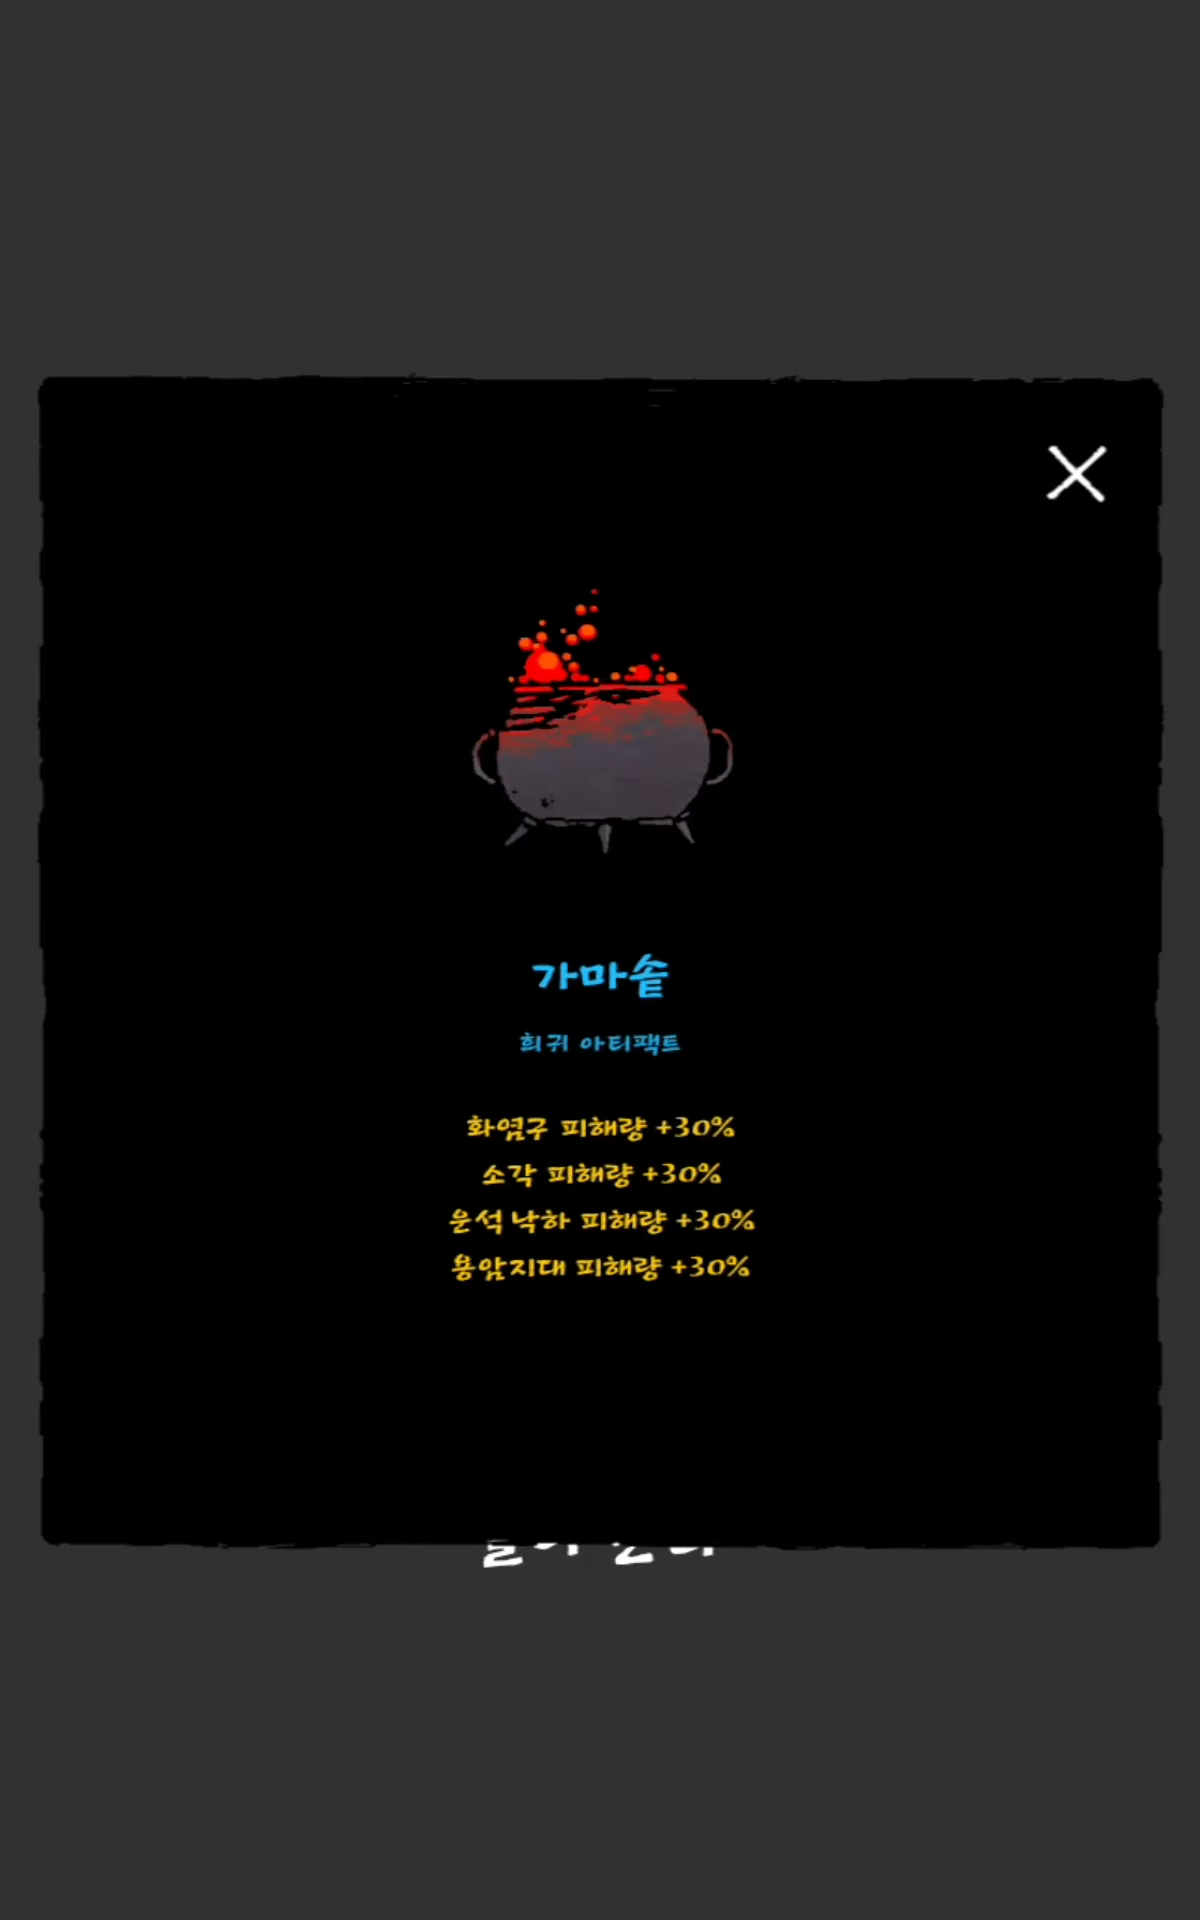 가마솥
희귀 아티팩트
화염구 피해량 +30%
소각 피해량 +30%
운석 낙하 피해량 +30%
용암지대 피해량 +30%